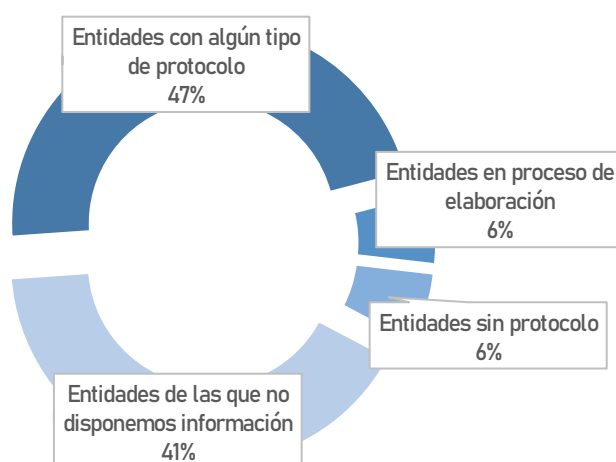 Entidades con algún tipo
de protocolo
47%
Entidades en proceso de
elaboración
6%
Entidades sin protocolo
6%
Entidades de las que no
disponemos información
41%